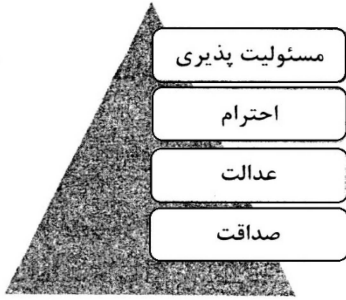 مسئولیت پذیری
احترام
عدالت
صداقت